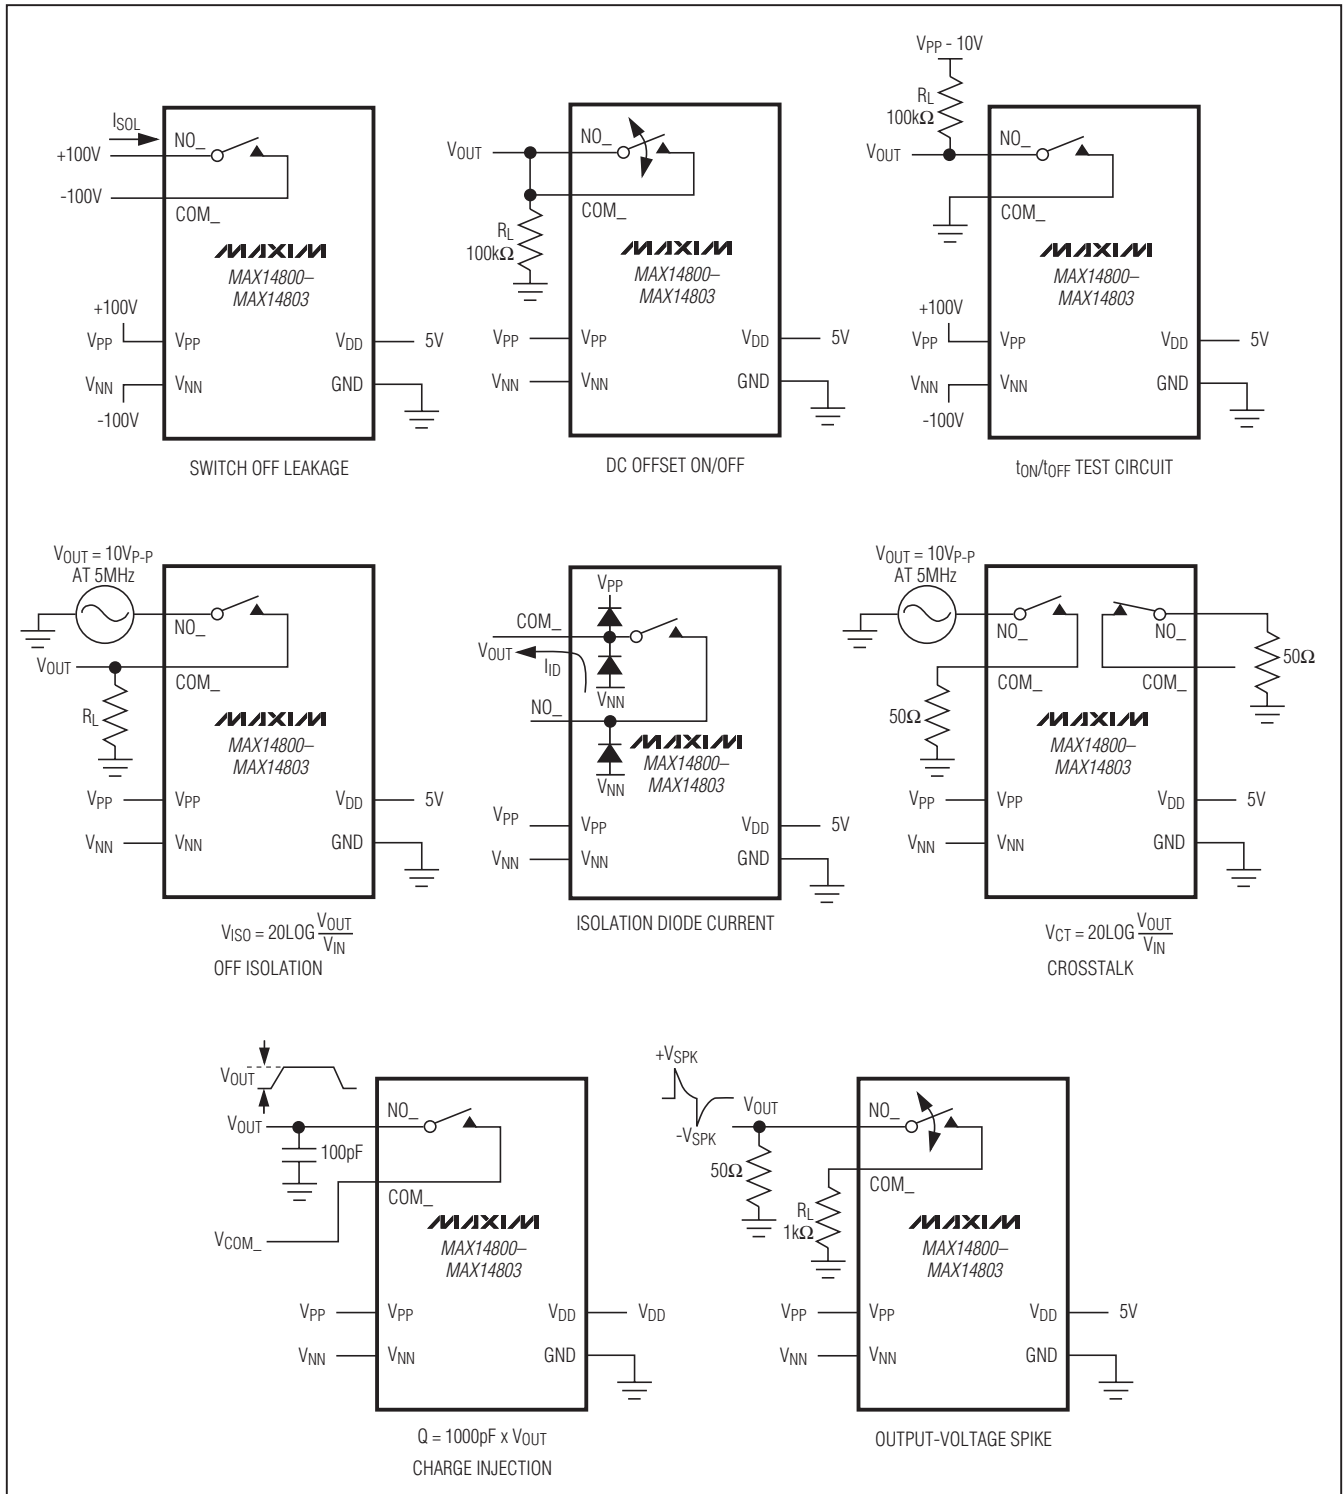 ISOL
+100V
-100V
NO_
COM_
MAXIM
MAX14800–
MAX14803
+100V
VPP
VPP
VDD
5V
VNN
VNN
GND
-100V
SWITCH OFF LEAKAGE
VOUT
NO_
COM_
RL
100kΩ
MAXIM
MAX14800–
MAX14803
VPP
VPP
VDD
5V
VNN
VNN
GND
DC OFFSET ON/OFF
VPP - 10V
RL
100kΩ
VOUT
NO_
COM_
MAXIM
MAX14800–
MAX14803
+100V
VPP
VPP
VDD
5V
VNN
VNN
GND
-100V
tON/tOFF TEST CIRCUIT
VOUT = 10VP-P
AT 5MHz
NO_
VOUT
COM_
RL
MAXIM
MAX14800–
MAX14803
VPP
VPP
VDD
5V
VNN
VNN
GND
VISO = 20LOG VOUT
VIN
OFF ISOLATION
VPP
COM_
VOUT
IID
VNN
NO_
MAXIM
MAX14800–
MAX14803
VNN
VPP
VPP
VDD
5V
VNN
VNN
GND
ISOLATION DIODE CURRENT
VOUT = 10VP-P
AT 5MHz
NO_
NO_
COM_
COM_
50Ω
50Ω
MAXIM
MAX14800–
MAX14803
VPP
VPP
VDD
5V
VNN
VNN
GND
VCT = 20LOG VOUT
VIN
CROSSTALK
VOUT
VOUT
NO_
100pF
COM_
VCOM_
MAXIM
MAX14800–
MAX14803
VPP
VPP
VDD
VDD
VNN
VNN
GND
Q = 1000pF x VOUT
CHARGE INJECTION
+VSPK
-VSPK
VOUT
NO_
50Ω
COM_
RL
1kΩ
MAXIM
MAX14800–
MAX14803
VPP
VPP
VDD
5V
VNN
VNN
GND
OUTPUT-VOLTAGE SPIKE